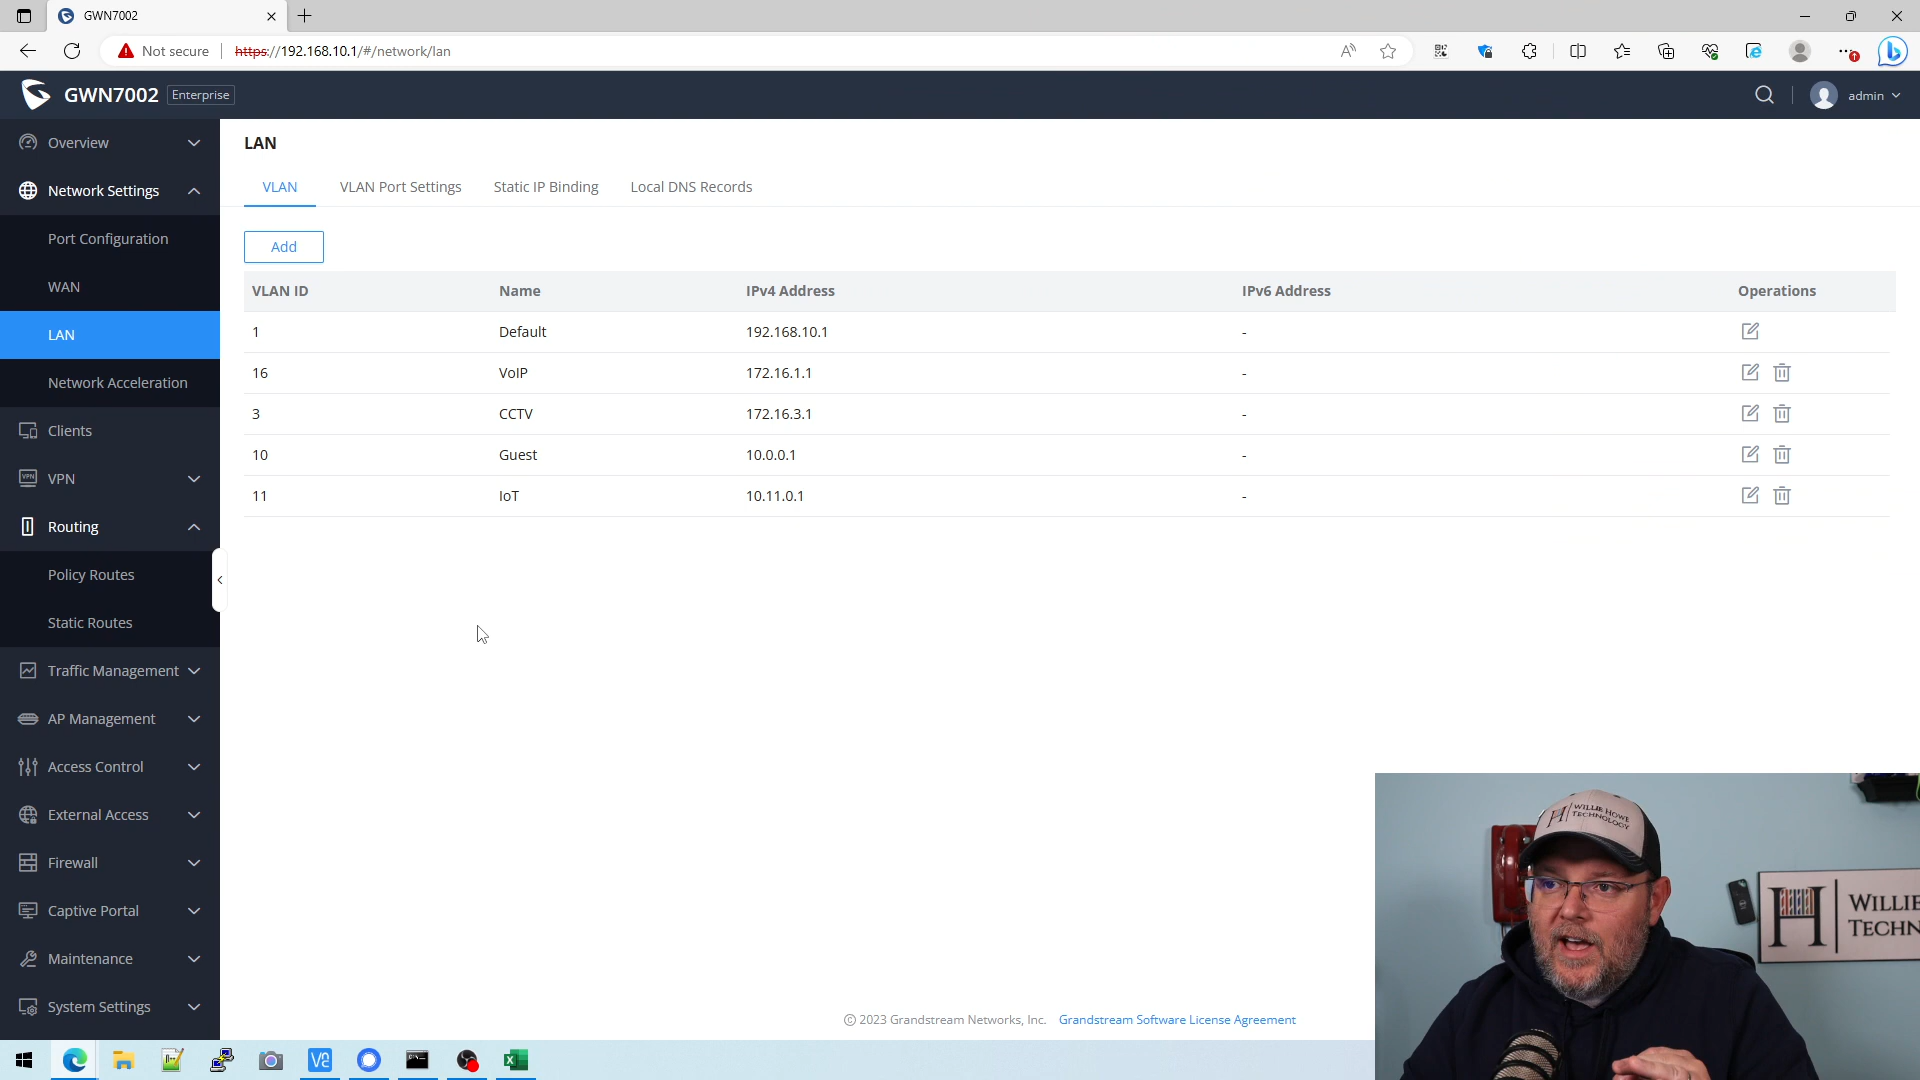 GWN7002
Not secure https://192.168.10.1/#/network/lan
GWN7002 Enterprise
admin
Overview
Network Settings
Port Configuration
WAN
LAN
Network Acceleration
Clients
VPN
Routing
Policy Routes
Static Routes
Traffic Management
AP Management
Access Control
External Access
Firewall
Captive Portal
Maintenance
System Settings
LAN
VLAN VLAN Port Settings Static IP Binding Local DNS Records
Add
VLAN ID Name IPv4 Address IPv6 Address Operations
1 Default 192.168.10.1 -
16 VoIP 172.16.1.1 -
3 CCTV 172.16.3.1 -
10 Guest 10.0.0.1 -
11 IoT 10.11.0.1 -
© 2023 Grandstream Networks, Inc. Grandstream Software License Agreement
WILLIE HOWE
TECHNOLOGY
WILLIE
TECHN